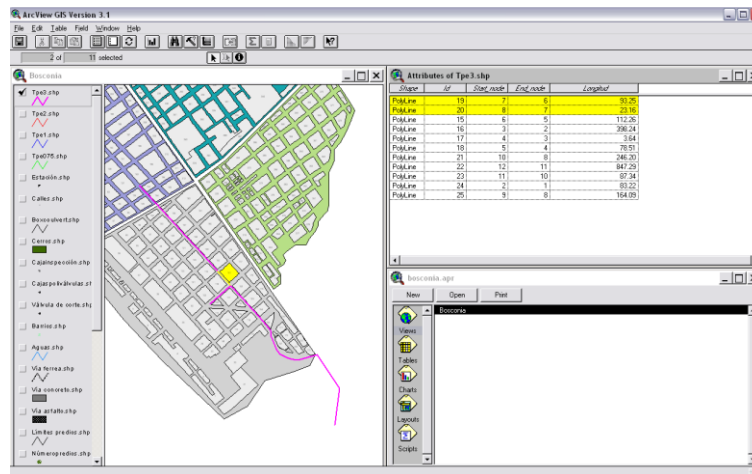 ArcView GIS Version 3.1
File Edit View Table Field Window Help
2 of 11 selected
Bosconia
Tpe3.shp
Tpe2.shp
Tpe1.shp
Tpe075.shp
Estación.shp
Calles.shp
Boxcoulvert.shp
Cerros.shp
Cajainspección.shp
Cajaspoliválvulas.st
Válvula de corte.shp
Barrios.shp
Aguas.shp
Vía ferrea.shp
Vía concreto.shp
Vía asfalto.shp
Límites predios.shp
Númeropredios.shp
Attributes of Tpe3.shp
Shape Id Start_node End_node Longitud
PolyLine 19 7 6 93.25
PolyLine 20 8 7 23.16
PolyLine 15 6 5 112.26
PolyLine 16 3 2 398.24
PolyLine 17 4 3 3.64
PolyLine 18 5 4 78.51
PolyLine 21 10 8 246.20
PolyLine 22 12 11 847.29
PolyLine 23 11 10 87.34
PolyLine 24 2 1 83.22
PolyLine 25 9 8 164.09
bosconia.apr
New Open Print
Bosconia
Views
Tables
Charts
Layouts
Scripts